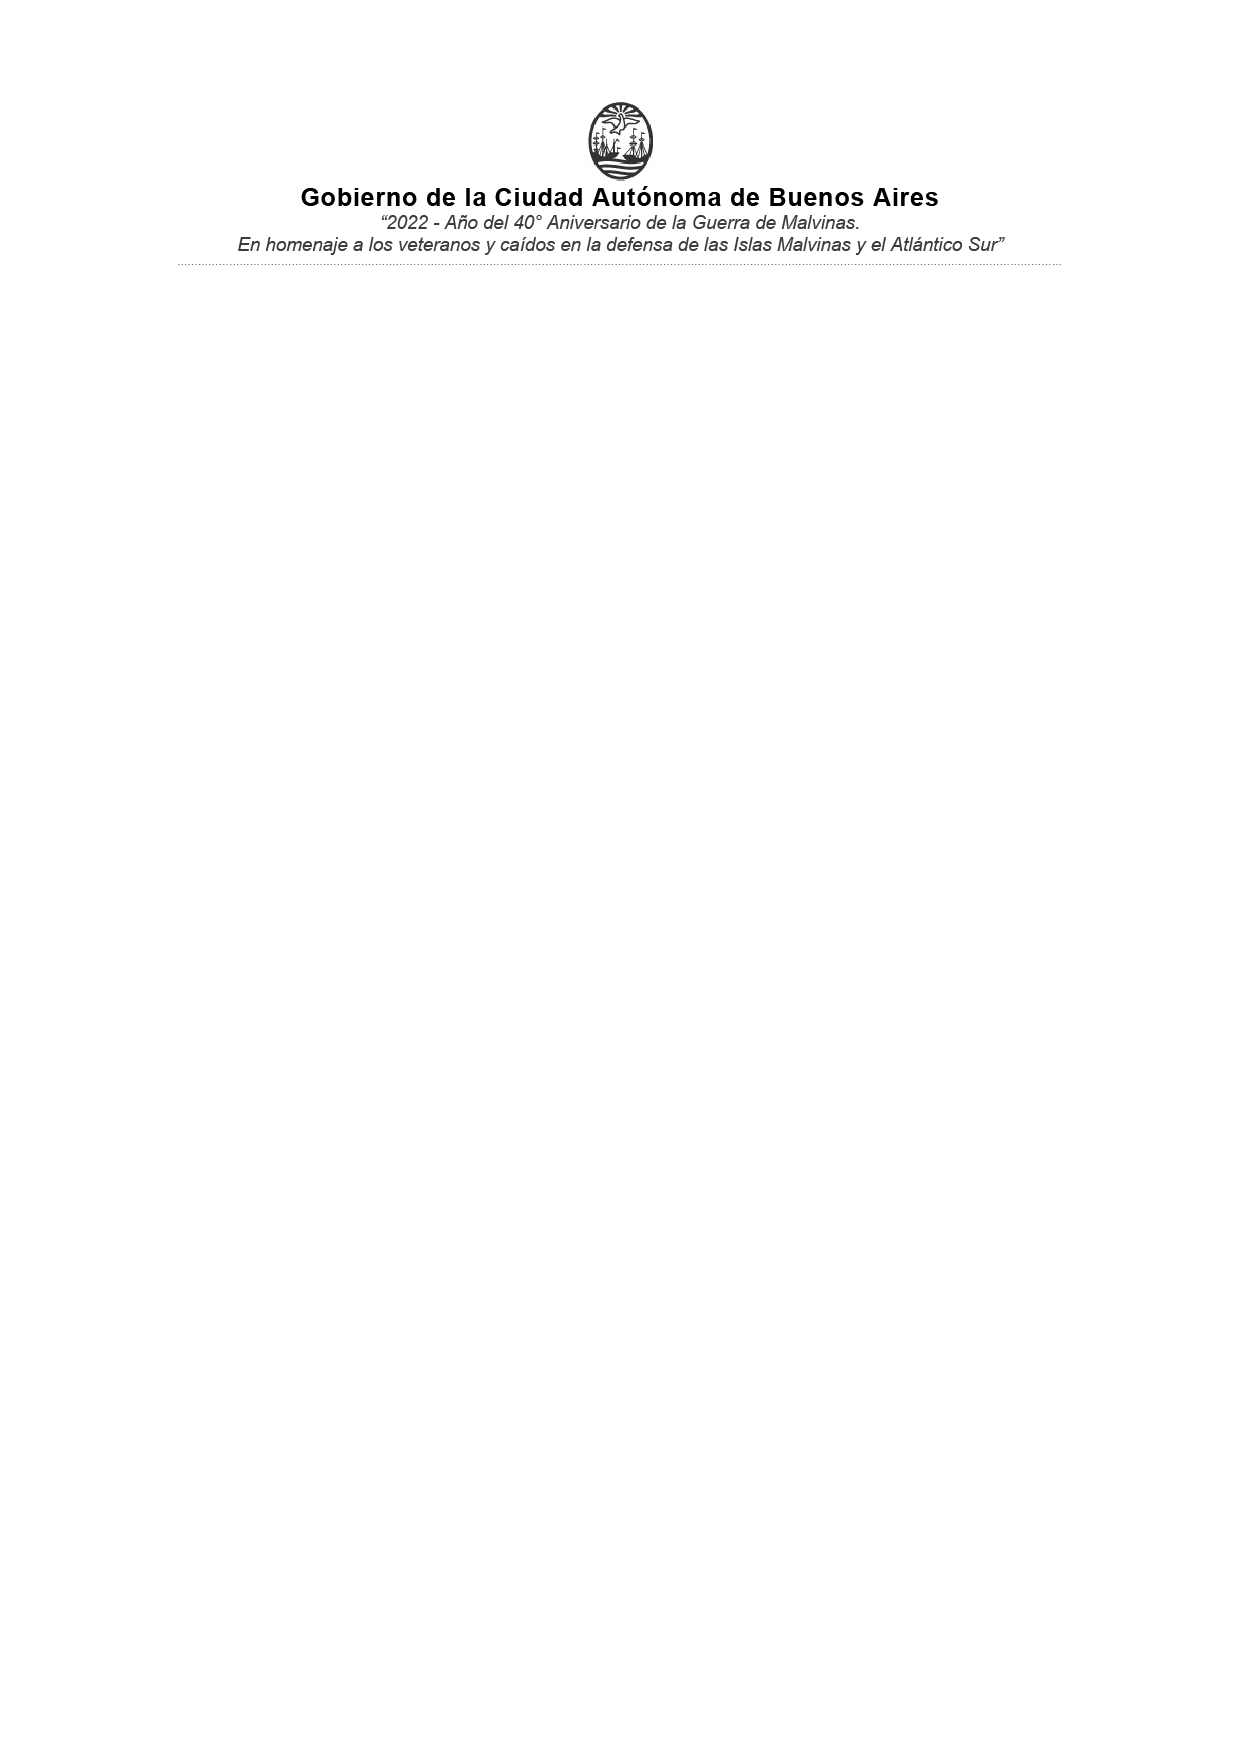 Gobierno de la Ciudad Autónoma de Buenos Aires
“2022 - Año del 40° Aniversario de la Guerra de Malvinas.
En homenaje a los veteranos y caídos en la defensa de las Islas Malvinas y el Atlántico Sur”